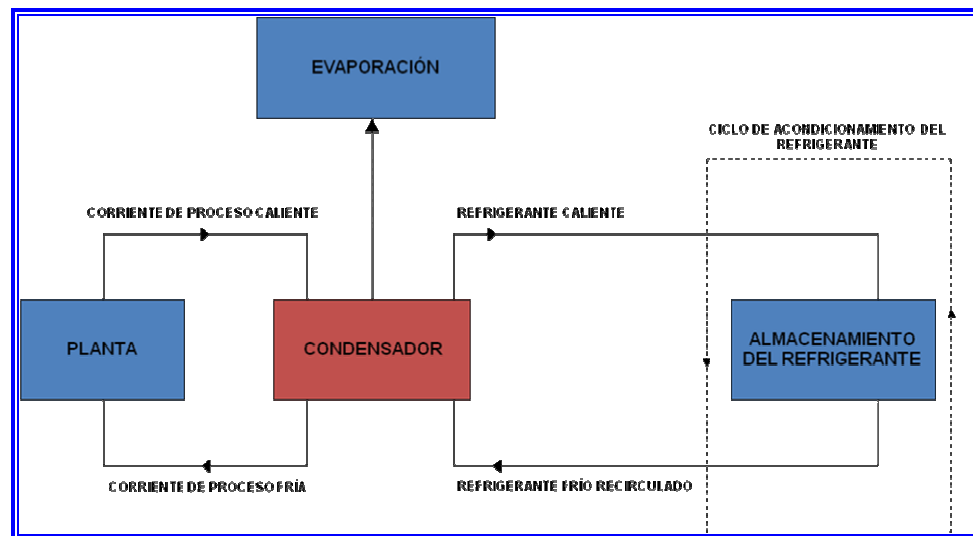 EVAPORACIÓN
CICLO DE ACONDICIONAMIENTO DEL
REFRIGERANTE
CORRIENTE DE PROCESO CALIENTE
REFRIGERANTE CALIENTE
PLANTA
CONDENSADOR
ALMACENAMIENTO
DEL REFRIGERANTE
CORRIENTE DE PROCESO FRÍA
REFRIGERANTE FRÍO RECIRCULADO